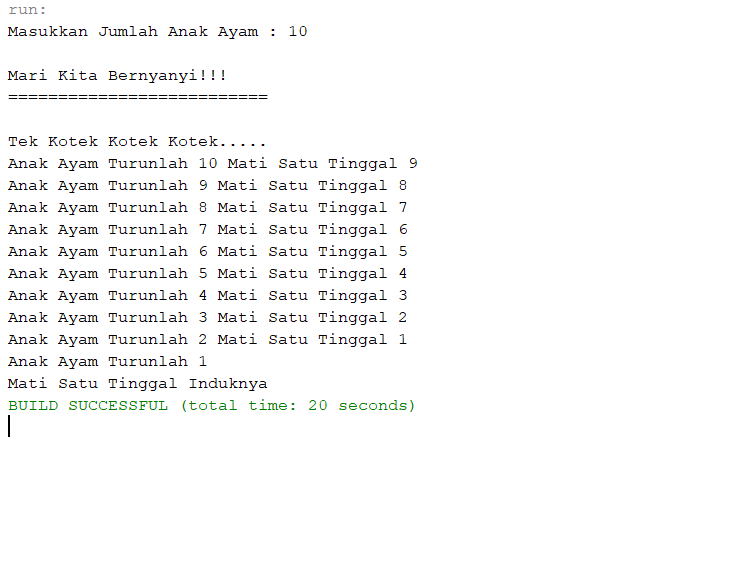 run:
Masukkan Jumlah Anak Ayam : 10
Mari Kita Bernyanyi!!!
==========================
Tek Kotek Kotek Kotek.....
Anak Ayam Turunlah 10 Mati Satu Tinggal 9
Anak Ayam Turunlah 9 Mati Satu Tinggal 8
Anak Ayam Turunlah 8 Mati Satu Tinggal 7
Anak Ayam Turunlah 7 Mati Satu Tinggal 6
Anak Ayam Turunlah 6 Mati Satu Tinggal 5
Anak Ayam Turunlah 5 Mati Satu Tinggal 4
Anak Ayam Turunlah 4 Mati Satu Tinggal 3
Anak Ayam Turunlah 3 Mati Satu Tinggal 2
Anak Ayam Turunlah 2 Mati Satu Tinggal 1
Anak Ayam Turunlah 1
Mati Satu Tinggal Induknya
BUILD SUCCESSFUL (total time: 20 seconds)